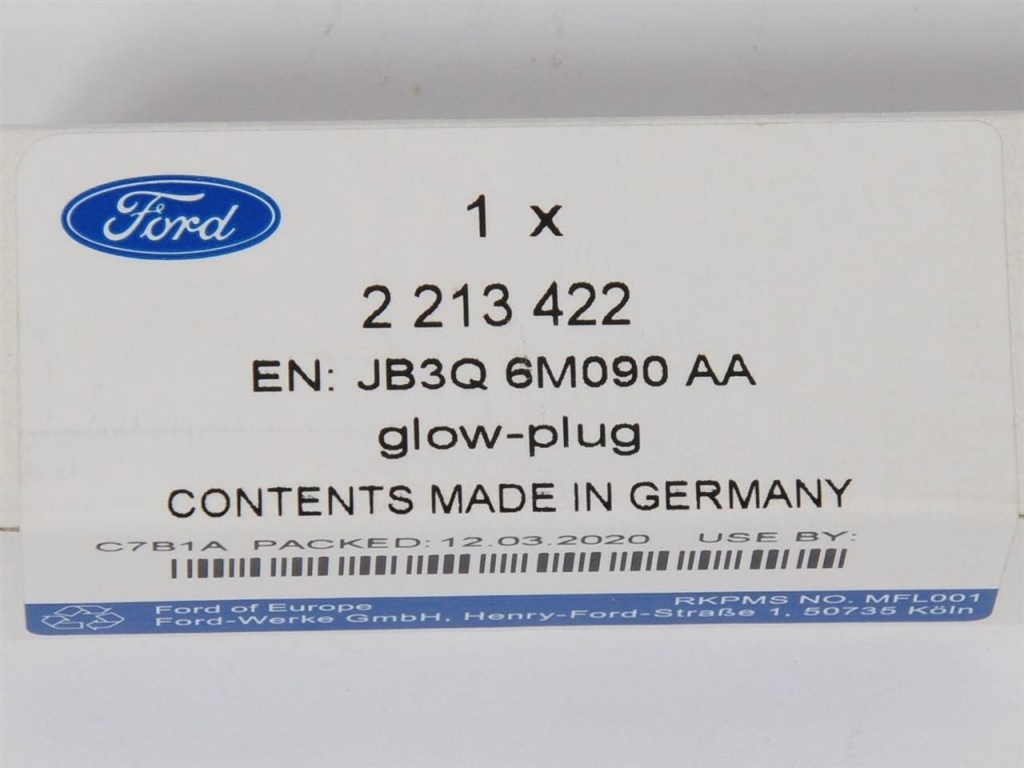 Ford
1 x
2 213 422
EN: JB3Q 6M090 AA
glow-plug
CONTENTS MADE IN GERMANY
C7B1A PACKED: 12.03.2020 USE BY:
Ford of Europe RKPMS NO. MFL001
Ford-Werke GmbH, Henry-Ford-Straße 1, 50735 Köln